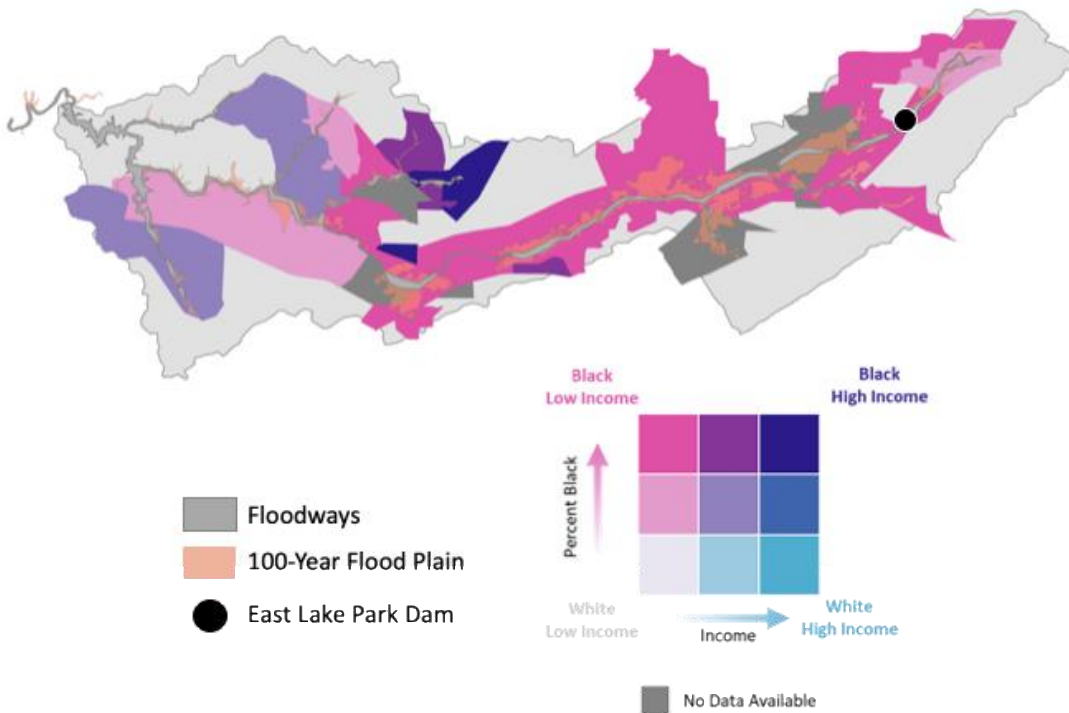 Black
Low Income
Black
High Income
Percent Black
Floodways
100-Year Flood Plain
East Lake Park Dam
White
Low Income
Income
White
High Income
No Data Available